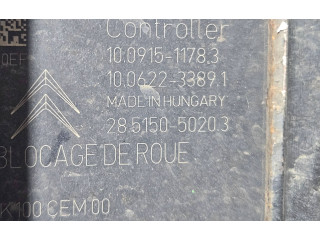 Controller
10.0915-1178.3
10.0622-3389.1
MADE IN HUNGARY
28.5150-5020.3
BLOCAGE DE ROUE
K100 CEM 00